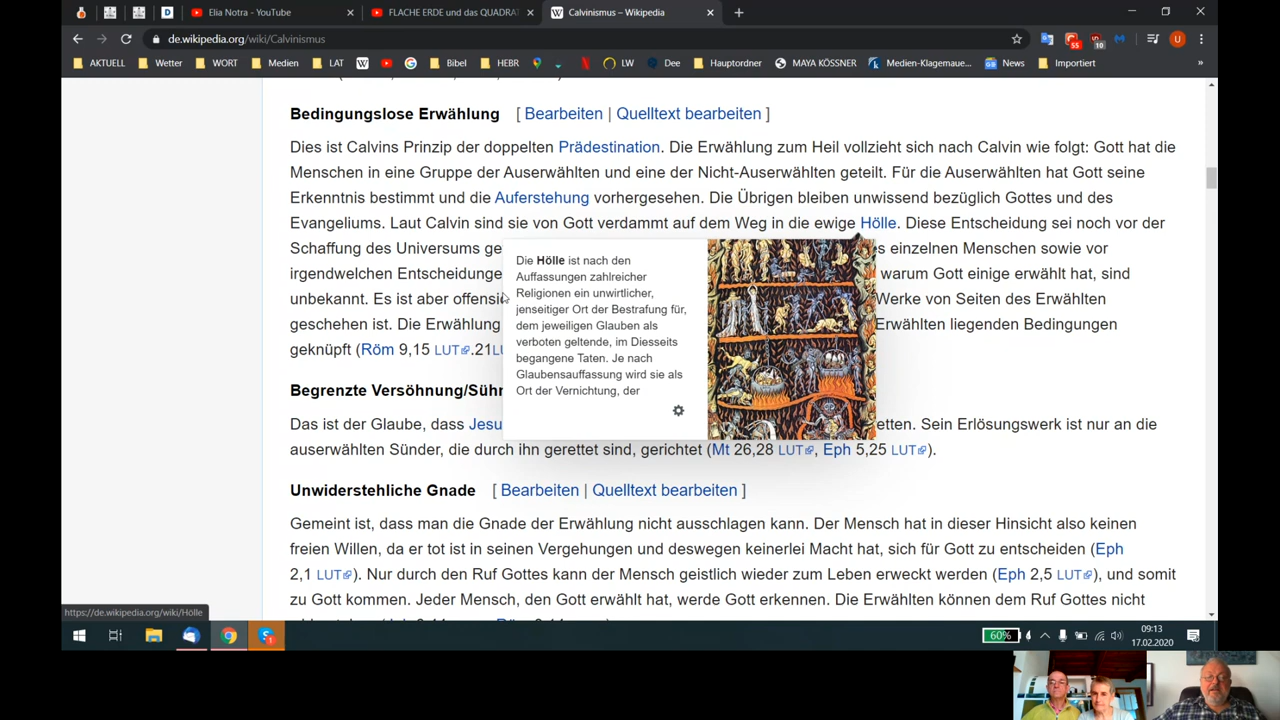 Elia Notra - YouTube
FLACHE ERDE und das QUADRAT
Calvinismus – Wikipedia
de.wikipedia.org/wiki/Calvinismus
55
10
U
AKTUELL
Wetter
WORT
Medien
LAT
Bibel
HEBR
LW
Dee
Hauptordner
MAYA KÖSSNER
Medien-Klagemaue...
News
Importiert
»
Bedingungslose Erwählung [ Bearbeiten | Quelltext bearbeiten ]
Dies ist Calvins Prinzip der doppelten Prädestination. Die Erwählung zum Heil vollzieht sich nach Calvin wie folgt: Gott hat die
Menschen in eine Gruppe der Auserwählten und eine der Nicht-Auserwählten geteilt. Für die Auserwählten hat Gott seine
Erkenntnis bestimmt und die Auferstehung vorhergesehen. Die Übrigen bleiben unwissend bezüglich Gottes und des
Evangeliums. Laut Calvin sind sie von Gott verdammt auf dem Weg in die ewige Hölle. Diese Entscheidung sei noch vor der
Schaffung des Universums ge s einzelnen Menschen sowie vor
irgendwelchen Entscheidunge warum Gott einige erwählt hat, sind
unbekannt. Es ist aber offensi Werke von Seiten des Erwählten
geschehen ist. Die Erwählung Erwählten liegenden Bedingungen
geknüpft (Röm 9,15 LUT.21LU
Die Hölle ist nach den
Auffassungen zahlreicher
Religionen ein unwirtlicher,
jenseitiger Ort der Bestrafung für,
dem jeweiligen Glauben als
verboten geltende, im Diesseits
begangene Taten. Je nach
Glaubensauffassung wird sie als
Ort der Vernichtung, der
Begrenzte Versöhnung/Sühn
Das ist der Glaube, dass Jesu etten. Sein Erlösungswerk ist nur an die
auserwählten Sünder, die durch ihn gerettet sind, gerichtet (Mt 26,28 LUT, Eph 5,25 LUT).
Unwiderstehliche Gnade [ Bearbeiten | Quelltext bearbeiten ]
Gemeint ist, dass man die Gnade der Erwählung nicht ausschlagen kann. Der Mensch hat in dieser Hinsicht also keinen
freien Willen, da er tot ist in seinen Vergehungen und deswegen keinerlei Macht hat, sich für Gott zu entscheiden (Eph
2,1 LUT). Nur durch den Ruf Gottes kann der Mensch geistlich wieder zum Leben erweckt werden (Eph 2,5 LUT), und somit
zu Gott kommen. Jeder Mensch, den Gott erwählt hat, werde Gott erkennen. Die Erwählten können dem Ruf Gottes nicht
https://de.wikipedia.org/wiki/Hölle
60%
09:13
17.02.2020